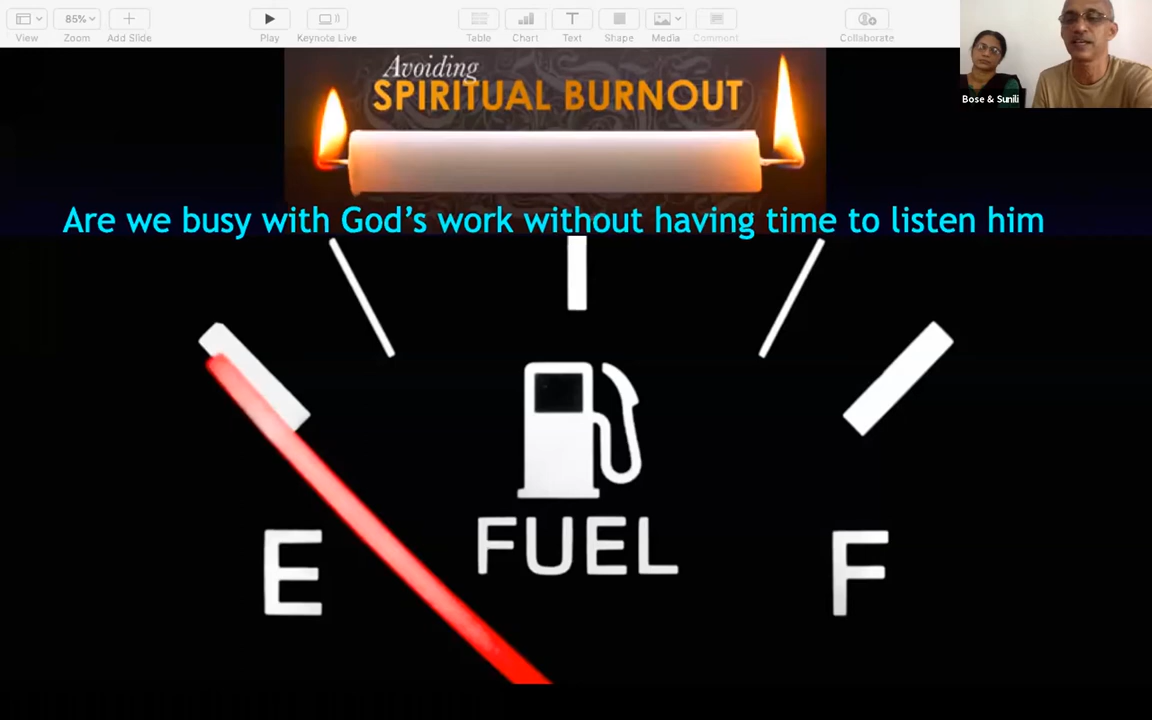 85%
View
Zoom
Add Slide
Play
Keynote Live
Table
Chart
Text
Shape
Media
Comment
Collaborate
Bose & Sunili
Avoiding
SPIRITUAL BURNOUT
Are we busy with God's work without having time to listen him
FUEL
E
F